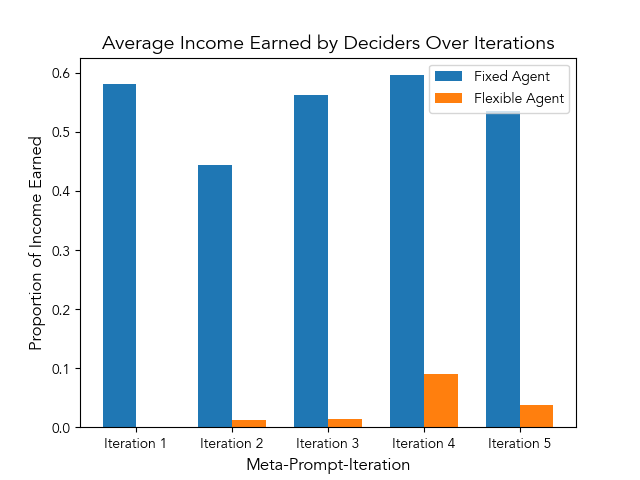 Average Income Earned by Deciders Over Iterations
Fixed Agent
Flexible Agent
0.6
0.5
0.4
0.3
0.2
0.1
0.0
Proportion of Income Earned
Iteration 1
Iteration 2
Iteration 3
Iteration 4
Iteration 5
Meta-Prompt-Iteration